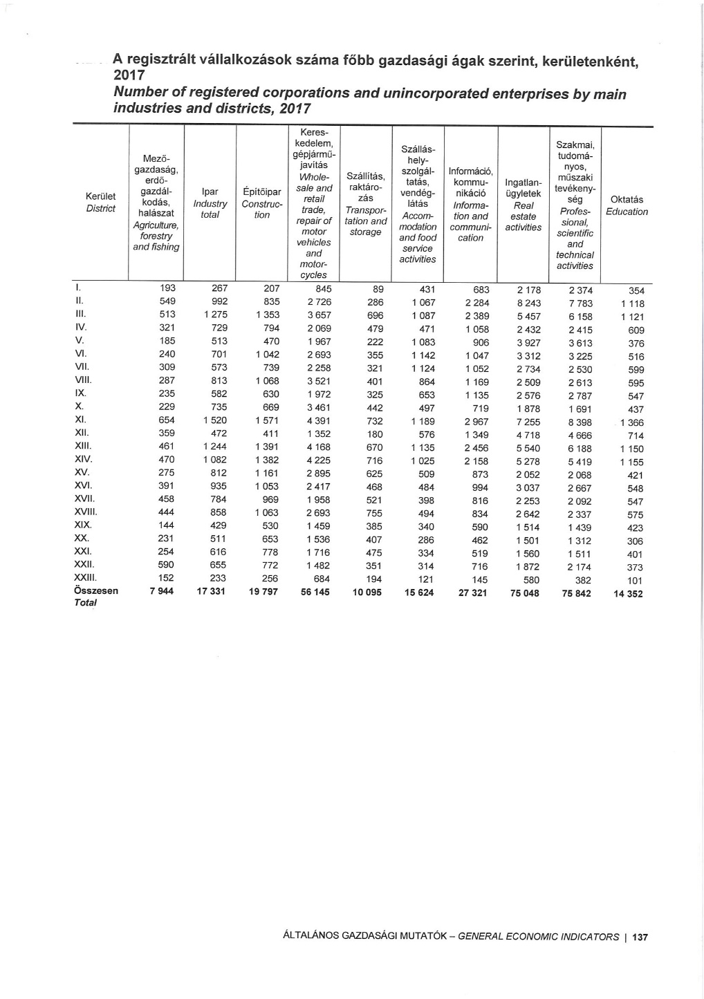 A regisztrált vállalkozások száma főbb gazdasági ágak szerint, kerületenként,
2017
Number of registered corporations and unincorporated enterprises by main
industries and districts, 2017
Kerület
District
Mező-
gazdaság,
erdő-
gazdál-
kodás,
halászat
Agriculture,
forestry
and fishing
Ipar
Industry
total
Építőipar
Construc-
tion
Keres-
kedelem,
gépjármű-
javítás
Whole-
sale and
retail
trade,
repair of
motor
vehicles
and
motor-
cycles
Szállítás,
raktáro-
zás
Transpor-
tation and
storage
Szállás-
hely-
szolgál-
tatás,
vendég-
látás
Accom-
modation
and food
service
activities
Információ,
kommu-
nikáció
Informa-
tion and
communi-
cation
Ingatlan-
ügyletek
Real
estate
activities
Szakmai,
tudomá-
nyos,
műszaki
tevékeny-
ség
Profes-
sional,
scientific
and
technical
activities
Oktatás
Education
I. 193 267 207 845 89 431 683 2 178 2 374 354
II. 549 992 835 2 726 286 1 067 2 284 8 243 7 783 1 118
III. 513 1 275 1 353 3 657 696 1 087 2 389 5 457 6 158 1 121
IV. 321 729 794 2 069 479 471 1 058 2 432 2 415 609
V. 185 513 470 1 967 222 1 083 906 3 927 3 613 376
VI. 240 701 1 042 2 693 355 1 142 1 047 3 312 3 225 516
VII. 309 573 739 2 258 321 1 124 1 052 2 734 2 530 599
VIII. 287 813 1 068 3 521 401 864 1 169 2 509 2 613 595
IX. 235 582 630 1 972 325 653 1 135 2 576 2 787 547
X. 229 735 669 3 461 442 497 719 1 878 1 691 437
XI. 654 1 520 1 571 4 391 732 1 189 2 967 7 255 8 398 1 366
XII. 359 472 411 1 352 180 576 1 349 4 718 4 666 714
XIII. 461 1 244 1 391 4 168 670 1 135 2 456 5 540 6 188 1 150
XIV. 470 1 082 1 382 4 225 716 1 025 2 158 5 278 5 419 1 155
XV. 275 812 1 161 2 895 625 509 873 2 052 2 068 421
XVI. 391 935 1 053 2 417 468 484 994 3 037 2 667 548
XVII. 458 784 969 1 958 521 398 816 2 253 2 092 547
XVIII. 444 858 1 063 2 693 755 494 834 2 642 2 337 575
XIX. 144 429 530 1 459 385 340 590 1 514 1 439 423
XX. 231 511 653 1 536 407 286 462 1 501 1 312 306
XXI. 254 616 778 1 716 475 334 519 1 560 1 511 401
XXII. 590 655 772 1 482 351 314 716 1 872 2 174 373
XXIII. 152 233 256 684 194 121 145 580 382 101
Összesen 7 944 17 331 19 797 56 145 10 095 15 624 27 321 75 048 75 842 14 352
Total
ÁLTALÁNOS GAZDASÁGI MUTATÓK – GENERAL ECONOMIC INDICATORS | 137